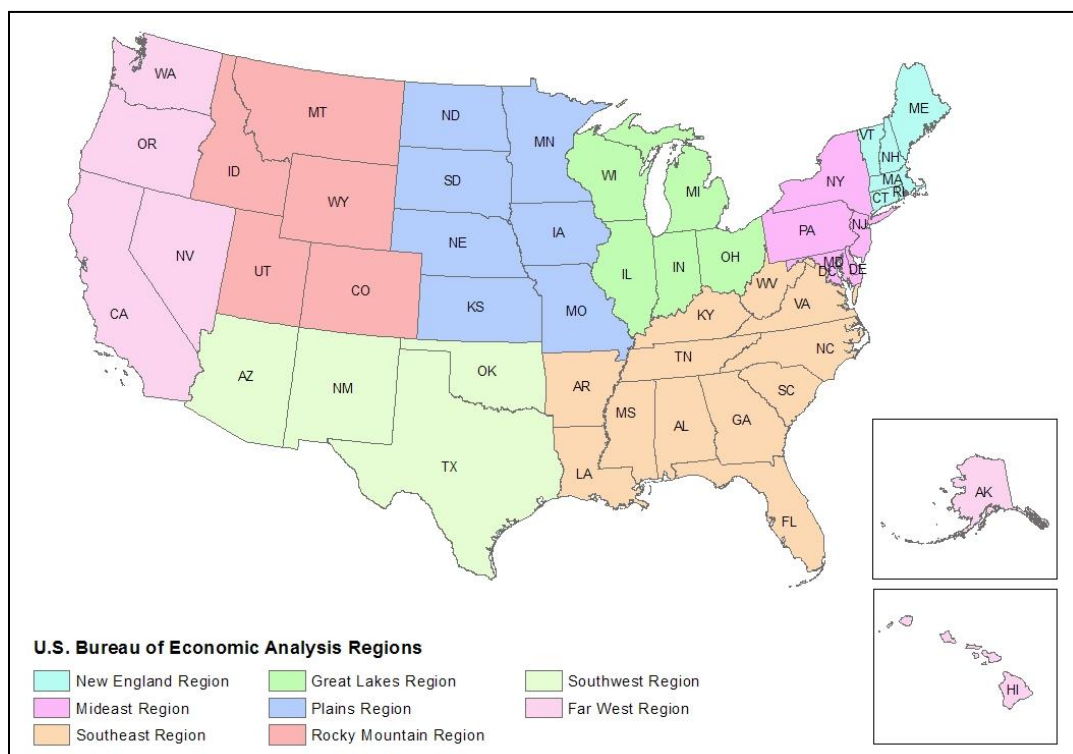 WA
MT
ND
MN
ME
VT
NH
OR
ID
SD
WI
MI
NY
MA
RI
CT
WY
NE
IA
PA
NJ
NV
UT
CO
IL
IN
OH
MD
DC
DE
CA
KS
MO
WV
VA
KY
AZ
NM
OK
TN
NC
AR
SC
MS
AL
GA
TX
LA
FL
AK
HI
U.S. Bureau of Economic Analysis Regions
New England Region
Mideast Region
Southeast Region
Great Lakes Region
Plains Region
Rocky Mountain Region
Southwest Region
Far West Region